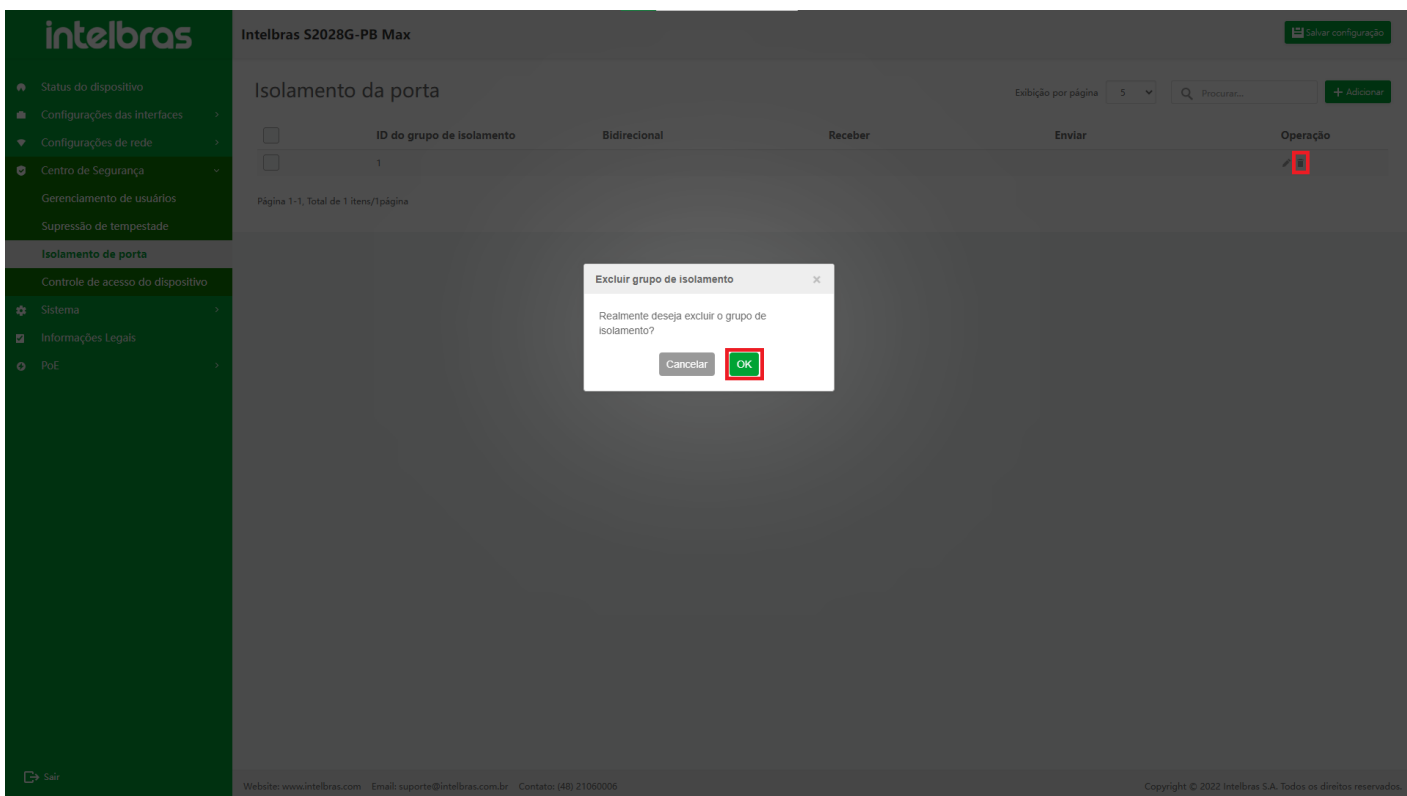 intelbras
Intelbras S2028G-PB Max
Salvar configuração
Status do dispositivo
Configurações das interfaces
Configurações de rede
Centro de Segurança
Gerenciamento de usuários
Supressão de tempestade
Isolamento de porta
Controle de acesso do dispositivo
Sistema
Informações Legais
PoE
Sair
Isolamento da porta
Exibição por página 5 Procurar... + Adicionar
ID do grupo de isolamento Bidirecional Receber Enviar Operação
1
Página 1-1, Total de 1 itens/1página
Excluir grupo de isolamento ×
Realmente deseja excluir o grupo de
isolamento?
Cancelar OK
Website: www.intelbras.com Email: suporte@intelbras.com.br Contato: (48) 21060006
Copyright © 2022 Intelbras S.A. Todos os direitos reservados.